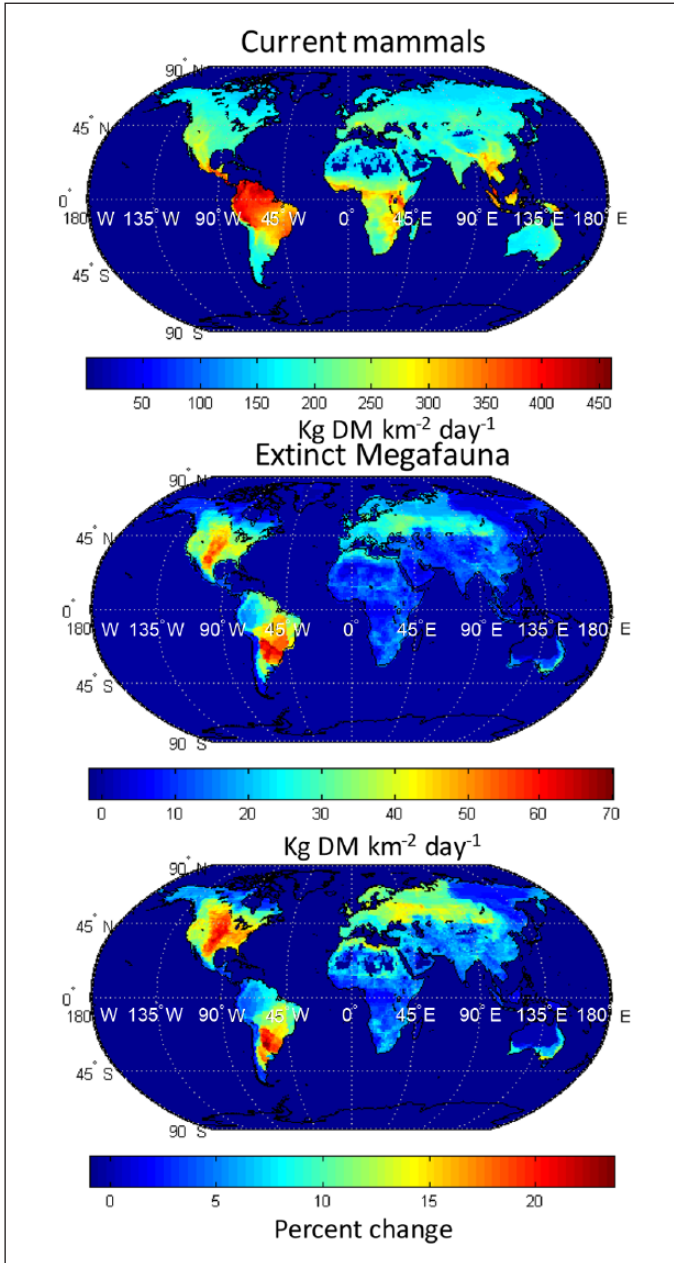 Current mammals
90° N
45° N
0°
180° W 135° W 90° W 45° W 0° 45° E 90° E 135° E 180° E
45° S
90° S
50 100 150 200 250 300 350 400 450
Kg DM km⁻² day⁻¹
Extinct Megafauna
90° N
45° N
0°
180° W 135° W 90° W 45° W 0° 45° E 90° E 135° E 180° E
45° S
90° S
0 10 20 30 40 50 60 70
Kg DM km⁻² day⁻¹
90° N
45° N
0°
180° W 135° W 90° W 45° W 0° 45° E 90° E 135° E 180° E
45° S
90° S
0 5 10 15 20
Percent change